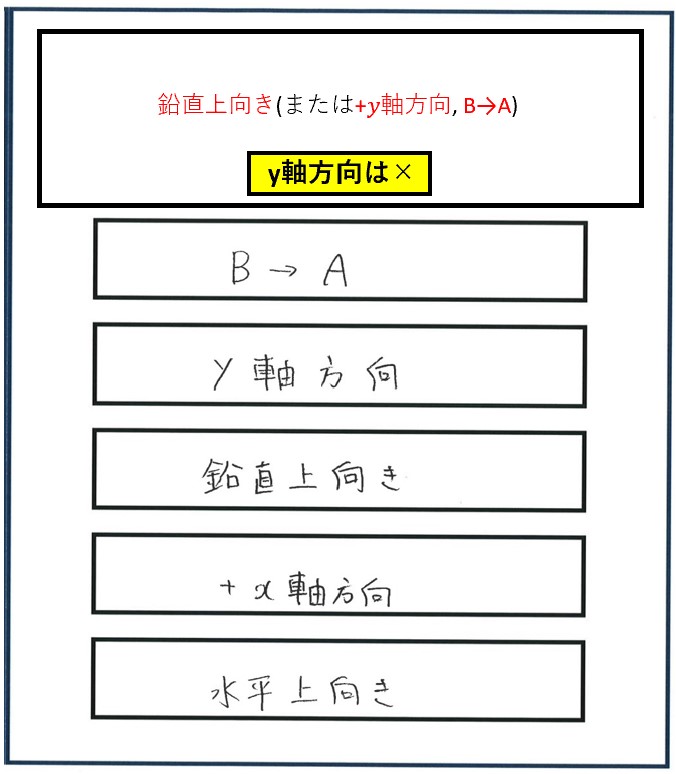 鉛直上向き(または+y軸方向, B→A)
y軸方向は×
B → A
y 軸 方 向
鉛直上向き
+ x 軸方向
水平上向き